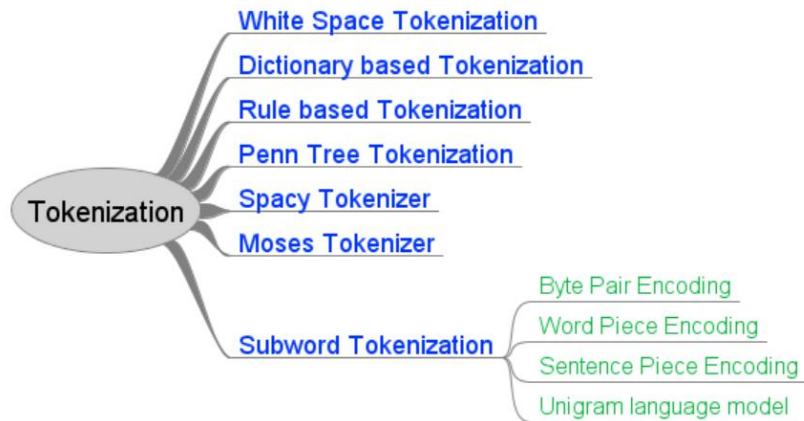 White Space Tokenization
Dictionary based Tokenization
Rule based Tokenization
Penn Tree Tokenization
Spacy Tokenizer
Tokenization
Moses Tokenizer
Subword Tokenization
Byte Pair Encoding
Word Piece Encoding
Sentence Piece Encoding
Unigram language model